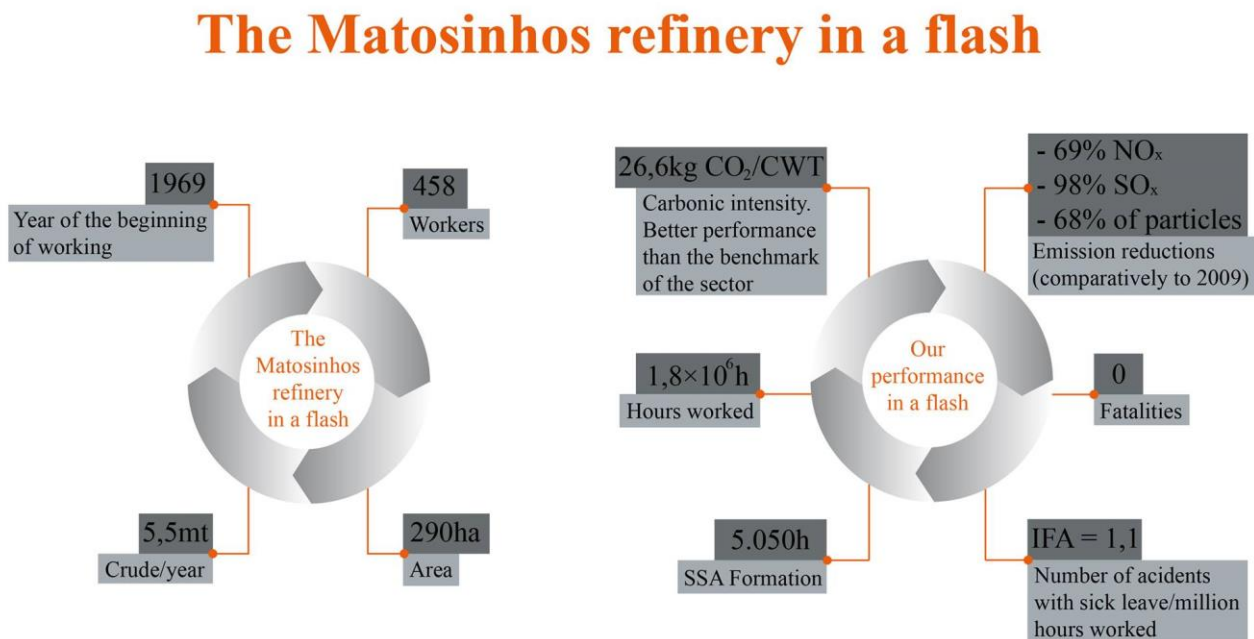 The Matosinhos refinery in a flash
1969
Year of the beginning
of working
458
Workers
The
Matosinhos
refinery
in a flash
5,5mt
Crude/year
290ha
Area
26,6kg CO₂/CWT
Carbonic intensity.
Better performance
than the benchmark
of the sector
- 69% NOₓ
- 98% SOₓ
- 68% of particles
Emission reductions
(comparatively to 2009)
1,8×10⁶h
Hours worked
Our
performance
in a flash
0
Fatalities
5.050h
SSA Formation
IFA = 1,1
Number of acidents
with sick leave/million
hours worked